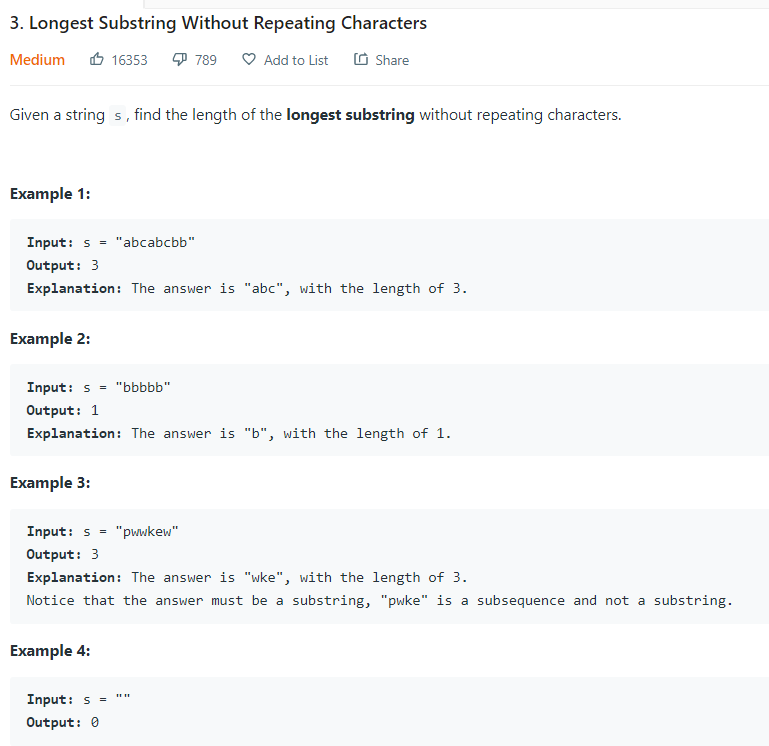 3. Longest Substring Without Repeating Characters
Medium 16353 789 Add to List Share
Given a string s, find the length of the longest substring without repeating characters.
Example 1:
Input: s = "abcabcbb"
Output: 3
Explanation: The answer is "abc", with the length of 3.
Example 2:
Input: s = "bbbbb"
Output: 1
Explanation: The answer is "b", with the length of 1.
Example 3:
Input: s = "pwwkew"
Output: 3
Explanation: The answer is "wke", with the length of 3.
Notice that the answer must be a substring, "pwke" is a subsequence and not a substring.
Example 4:
Input: s = ""
Output: 0